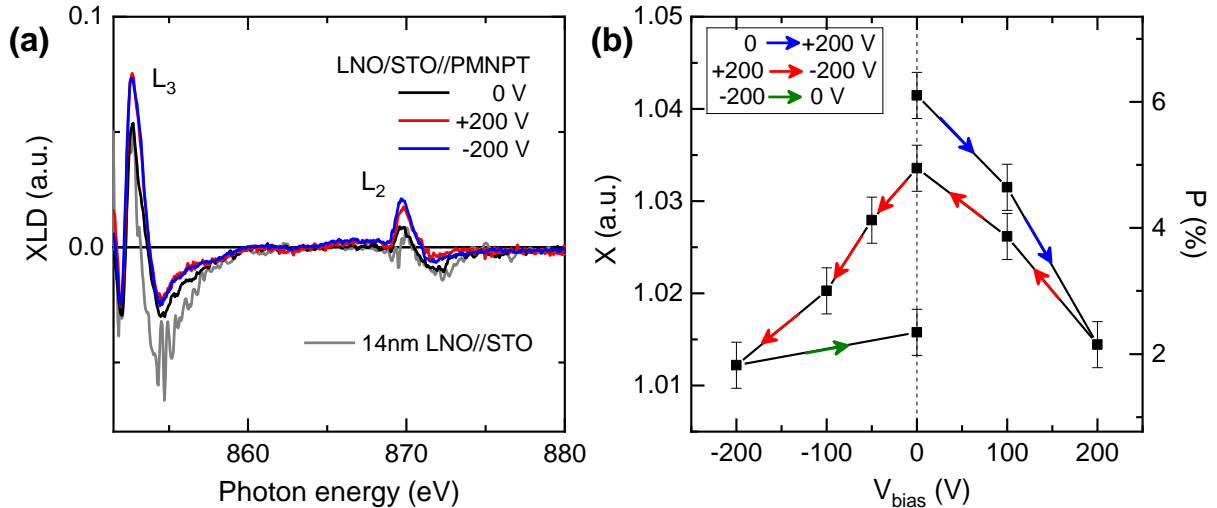 (a)
0.1
0.0
XLD (a.u.)
L3
L2
LNO/STO//PMNPT
0 V
+200 V
-200 V
14nm LNO//STO
860
870
880
Photon energy (eV)
(b)
1.05
1.04
1.03
1.02
1.01
X (a.u.)
0 +200 V
+200 -200 V
-200 0 V
6
4
2
P (%)
-200 -100 0 100 200
Vbias (V)